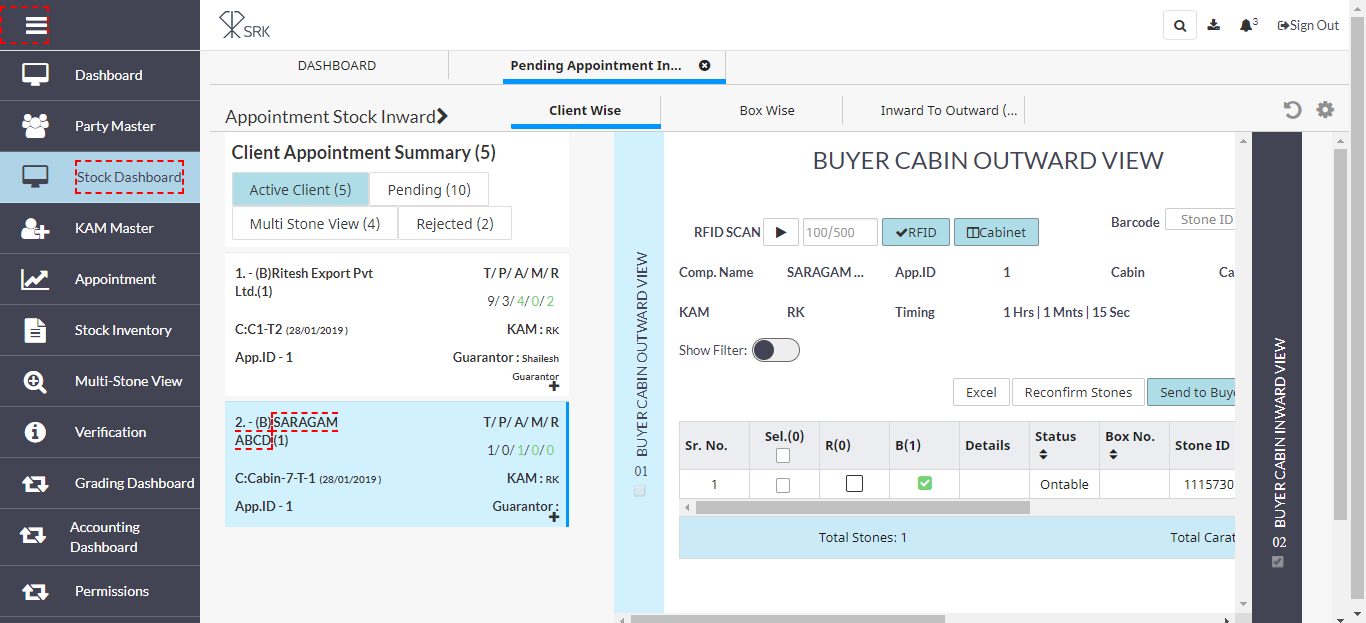 SRK
3
Sign Out
Dashboard
Party Master
Stock Dashboard
KAM Master
Appointment
Stock Inventory
Multi-Stone View
Verification
Grading Dashboard
Accounting
Dashboard
Permissions
DASHBOARD
Pending Appointment In...
Appointment Stock Inward
Client Wise
Box Wise
Inward To Outward (...
Client Appointment Summary (5)
Active Client (5)
Pending (10)
Multi Stone View (4)
Rejected (2)
1. - (B)Ritesh Export Pvt
Ltd.(1)
T/ P/ A/ M/ R
9/ 3/ 4/ 0/ 2
C:C1-T2 (28/01/2019 )
KAM : RK
App.ID - 1
Guarantor : Shailesh
Guarantor
2. - (B)SARAGAM
ABCD(1)
T/ P/ A/ M/ R
1/ 0/ 1/ 0/ 0
C:Cabin-7-T-1 (28/01/2019 )
KAM : RK
App.ID - 1
Guarantor :
BUYER CABIN OUTWARD VIEW
01
BUYER CABIN OUTWARD VIEW
RFID SCAN
100/500
RFID
Cabinet
Barcode
Stone ID
Comp. Name
SARAGAM ...
App.ID
1
Cabin
Ca
KAM
RK
Timing
1 Hrs | 1 Mnts | 15 Sec
Show Filter:
Excel
Reconfirm Stones
Send to Buye
Sr. No.
Sel.(0)
R(0)
B(1)
Details
Status
Box No.
Stone ID
1
Ontable
1115730
Total Stones: 1
Total Carat
BUYER CABIN INWARD VIEW
02